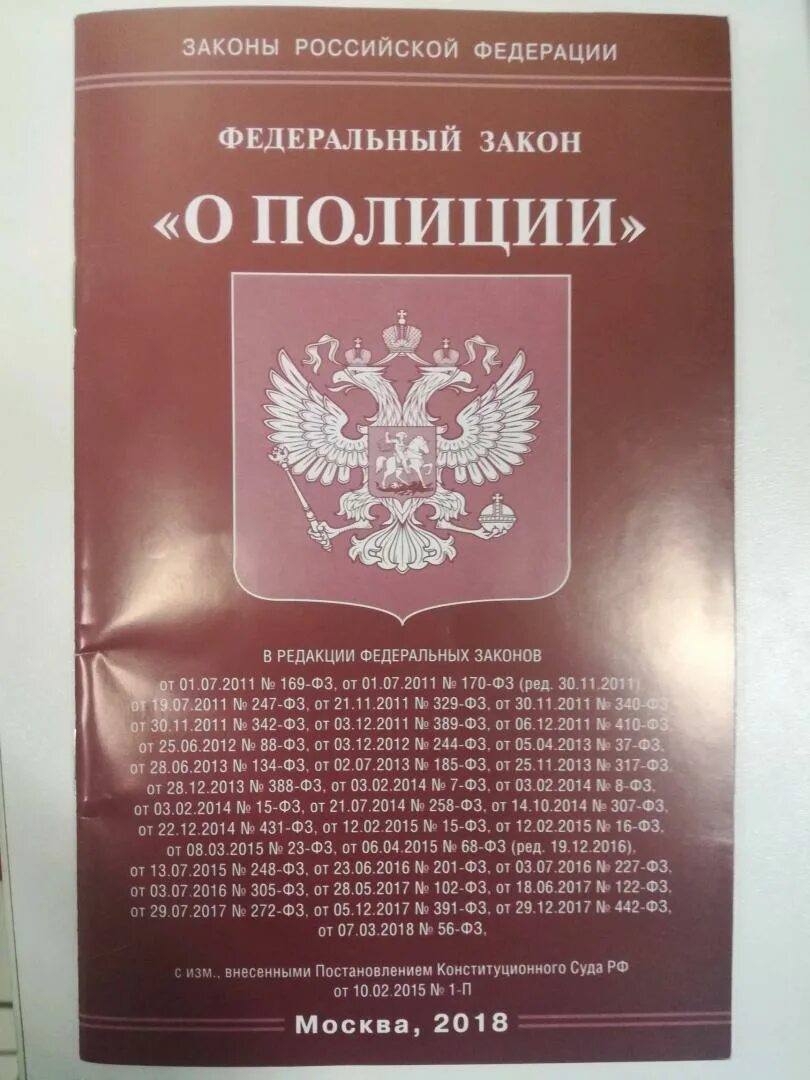 ЗАКОНЫ РОССИЙСКОЙ ФЕДЕРАЦИИ
ФЕДЕРАЛЬНЫЙ ЗАКОН
«О ПОЛИЦИИ»
В РЕДАКЦИИ ФЕДЕРАЛЬНЫХ ЗАКОНОВ
от 01.07.2011 № 169-ФЗ, от 01.07.2011 № 170-ФЗ (ред. 30.11.2011),
от 19.07.2011 № 247-ФЗ, от 21.11.2011 № 329-ФЗ, от 30.11.2011 № 340-ФЗ,
от 30.11.2011 № 342-ФЗ, от 03.12.2011 № 389-ФЗ, от 06.12.2011 № 410-ФЗ,
от 25.06.2012 № 88-ФЗ, от 03.12.2012 № 244-ФЗ, от 05.04.2013 № 37-ФЗ,
от 28.06.2013 № 134-ФЗ, от 02.07.2013 № 185-ФЗ, от 25.11.2013 № 317-ФЗ,
от 28.12.2013 № 388-ФЗ, от 03.02.2014 № 7-ФЗ, от 03.02.2014 № 8-ФЗ,
от 03.02.2014 № 15-ФЗ, от 21.07.2014 № 258-ФЗ, от 14.10.2014 № 307-ФЗ,
от 22.12.2014 № 431-ФЗ, от 12.02.2015 № 15-ФЗ, от 12.02.2015 № 16-ФЗ,
от 08.03.2015 № 23-ФЗ, от 06.04.2015 № 68-ФЗ (ред. 19.12.2016),
от 13.07.2015 № 248-ФЗ, от 23.06.2016 № 201-ФЗ, от 03.07.2016 № 227-ФЗ,
от 03.07.2016 № 305-ФЗ, от 28.05.2017 № 102-ФЗ, от 18.06.2017 № 122-ФЗ,
от 29.07.2017 № 272-ФЗ, от 05.12.2017 № 391-ФЗ, от 29.12.2017 № 442-ФЗ,
от 07.03.2018 № 56-ФЗ,
с изм., внесенными Постановлением Конституционного Суда РФ
от 10.02.2015 № 1-П
Москва, 2018